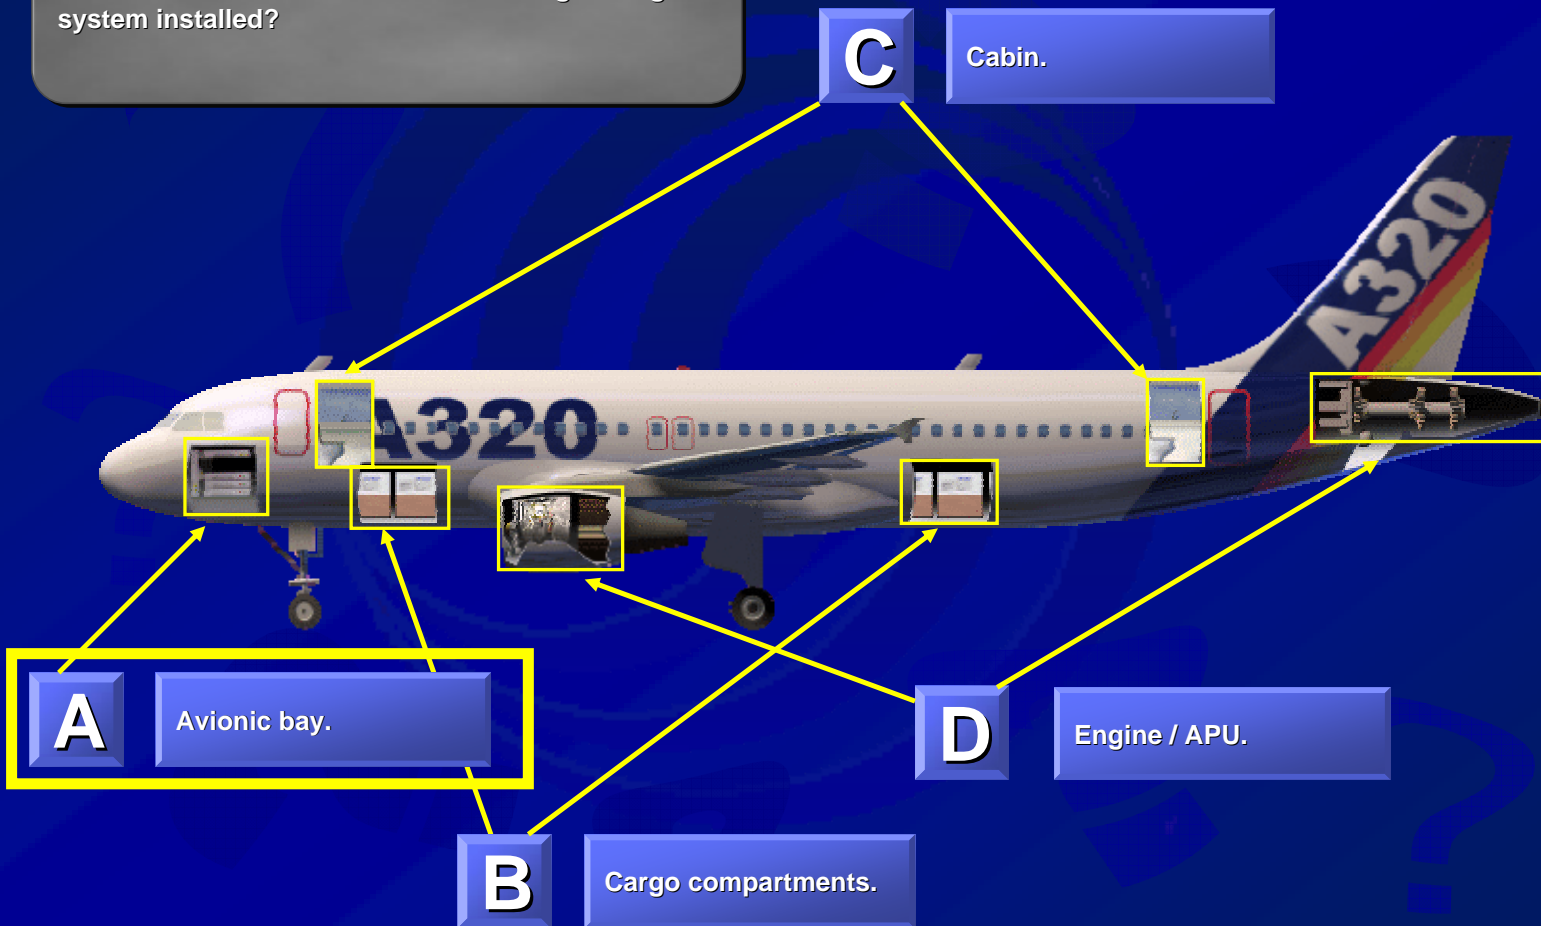 system installed?
C
Cabin.
A320
A320
A
Avionic bay.
D
Engine / APU.
B
Cargo compartments.